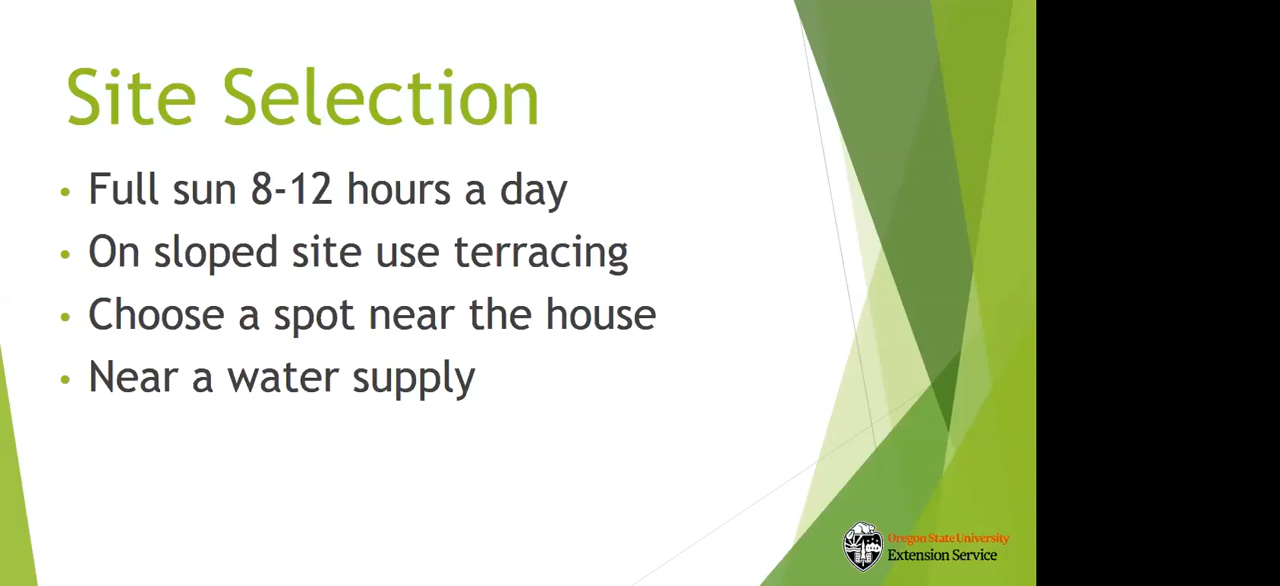 Site Selection
• Full sun 8-12 hours a day
• On sloped site use terracing
• Choose a spot near the house
• Near a water supply
Oregon State University
Extension Service